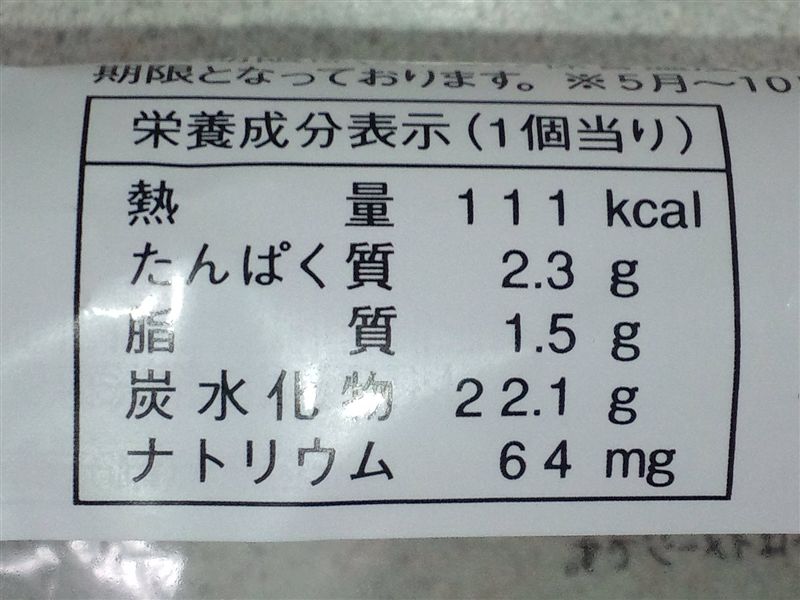 期限となっております。※5月～10
栄養成分表示(1個当り)
熱量 111 kcal
たんぱく質 2.3 g
脂質 1.5 g
炭水化物 22.1 g
ナトリウム 64 mg